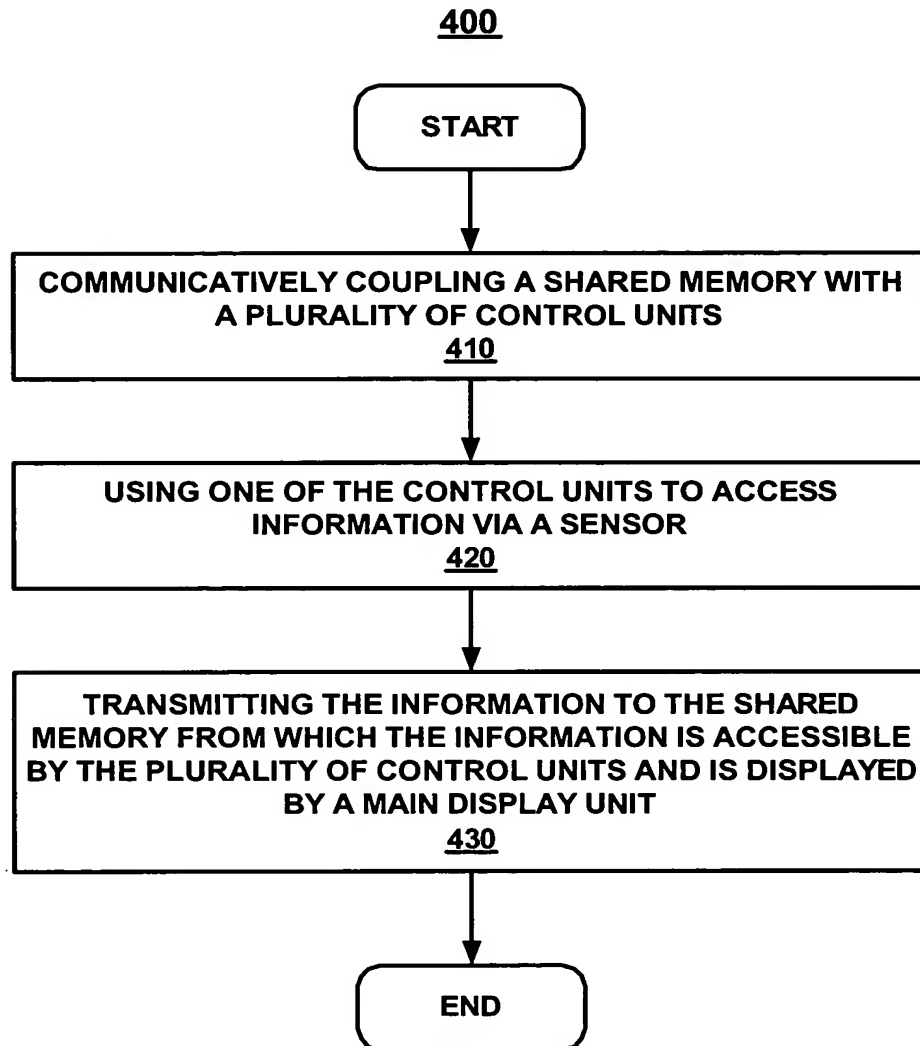 400
START
COMMUNICATIVELY COUPLING A SHARED MEMORY WITH
A PLURALITY OF CONTROL UNITS
410
USING ONE OF THE CONTROL UNITS TO ACCESS
INFORMATION VIA A SENSOR
420
TRANSMITTING THE INFORMATION TO THE SHARED
MEMORY FROM WHICH THE INFORMATION IS ACCESSIBLE
BY THE PLURALITY OF CONTROL UNITS AND IS DISPLAYED
BY A MAIN DISPLAY UNIT
430
END